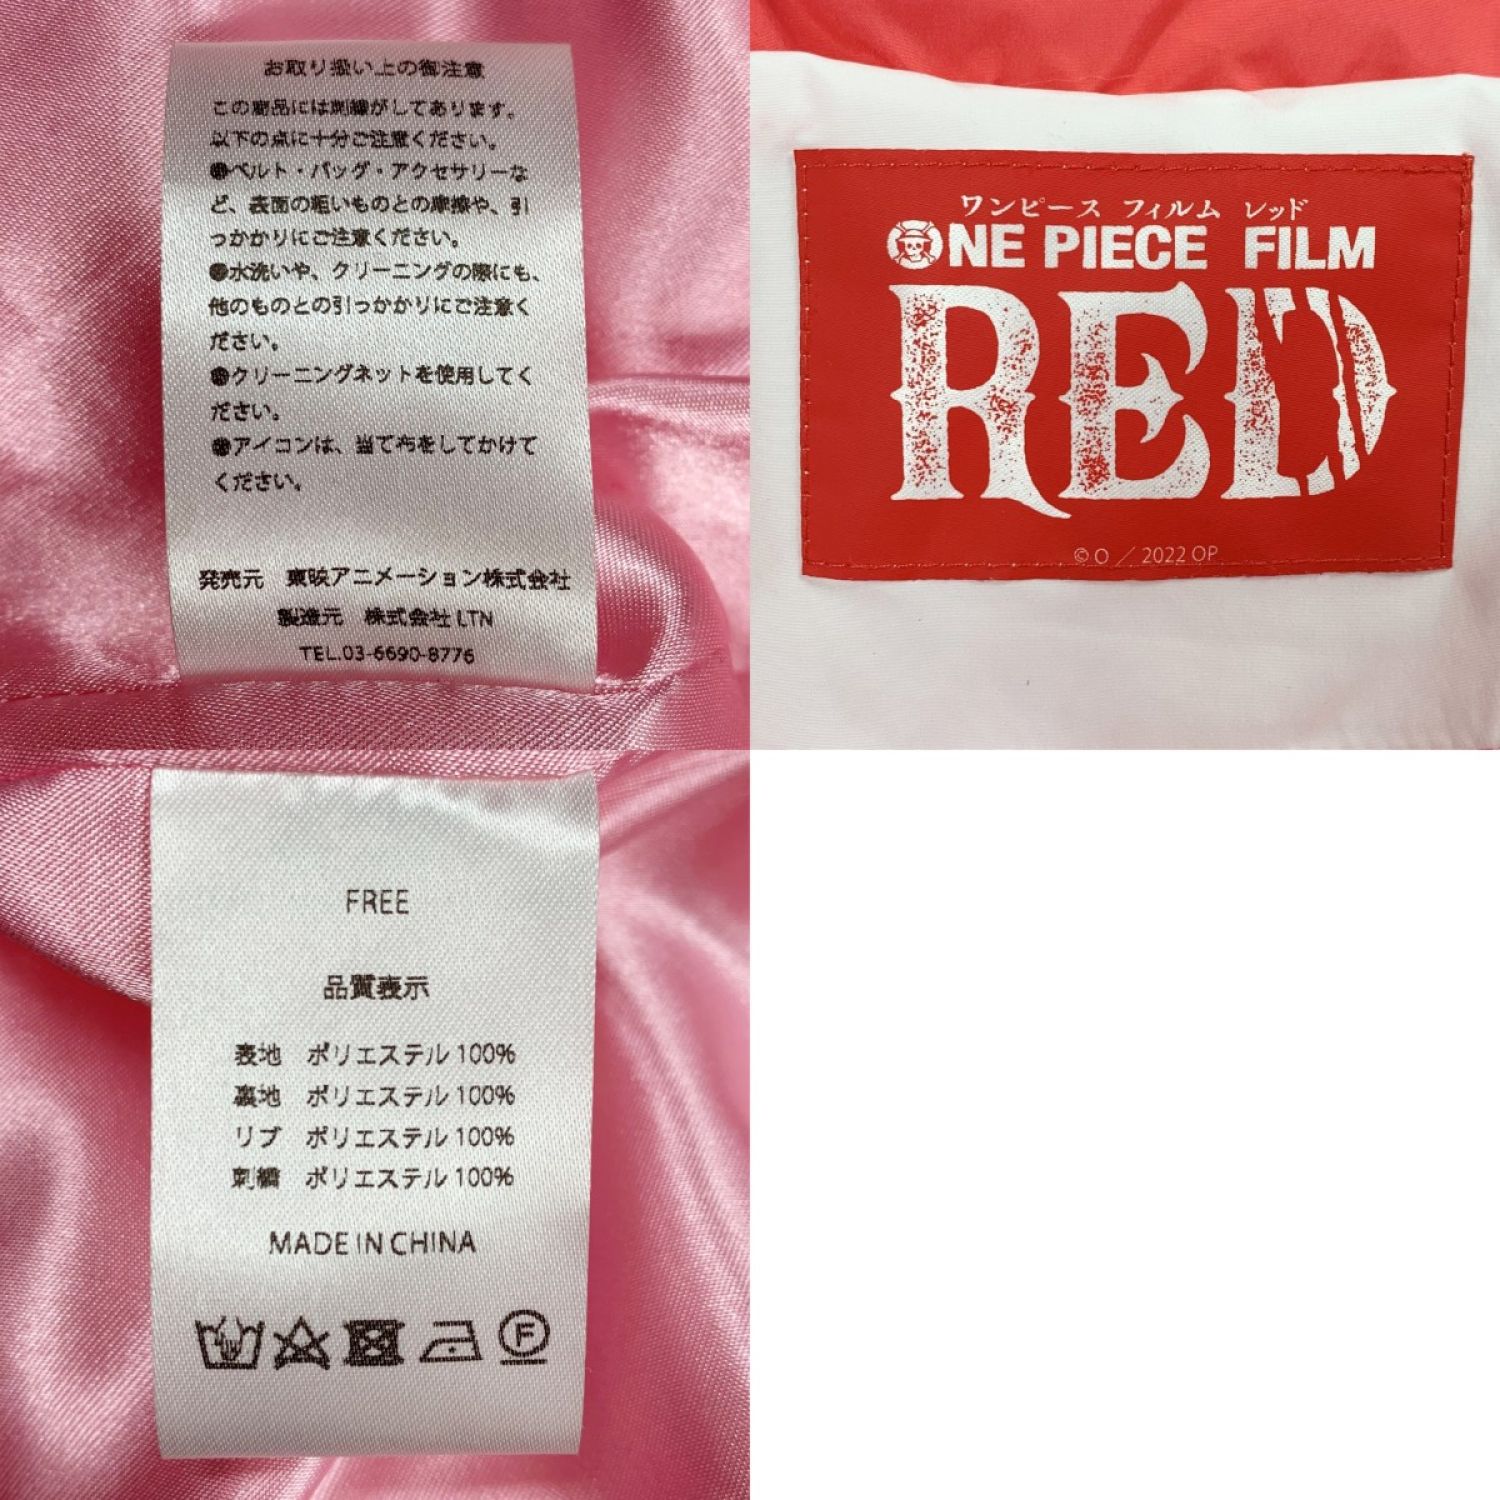 お取り扱い上の御注意
この商品には刺繍がしてあります。
以下の点に十分ご注意ください。
●ベルト・バッグ・アクセサリーな
ど、表面の粗いものとの摩擦や、引
っかかりにご注意ください。
●水洗いや、クリーニングの際にも、
他のものとの引っかかりにご注意く
ださい。
●クリーニングネットを使用してく
ださい。
●アイコンは、当て布をしてかけて
ください。
発売元 東映アニメーション株式会社
製造元 株式会社 LTN
TEL.03-6690-8776
ワンピース フィルム レッド
ONE PIECE FILM
RED
© O / 2022 OP
FREE
品質表示
表地 ポリエステル 100%
裏地 ポリエステル 100%
リブ ポリエステル 100%
刺繍 ポリエステル 100%
MADE IN CHINA
F